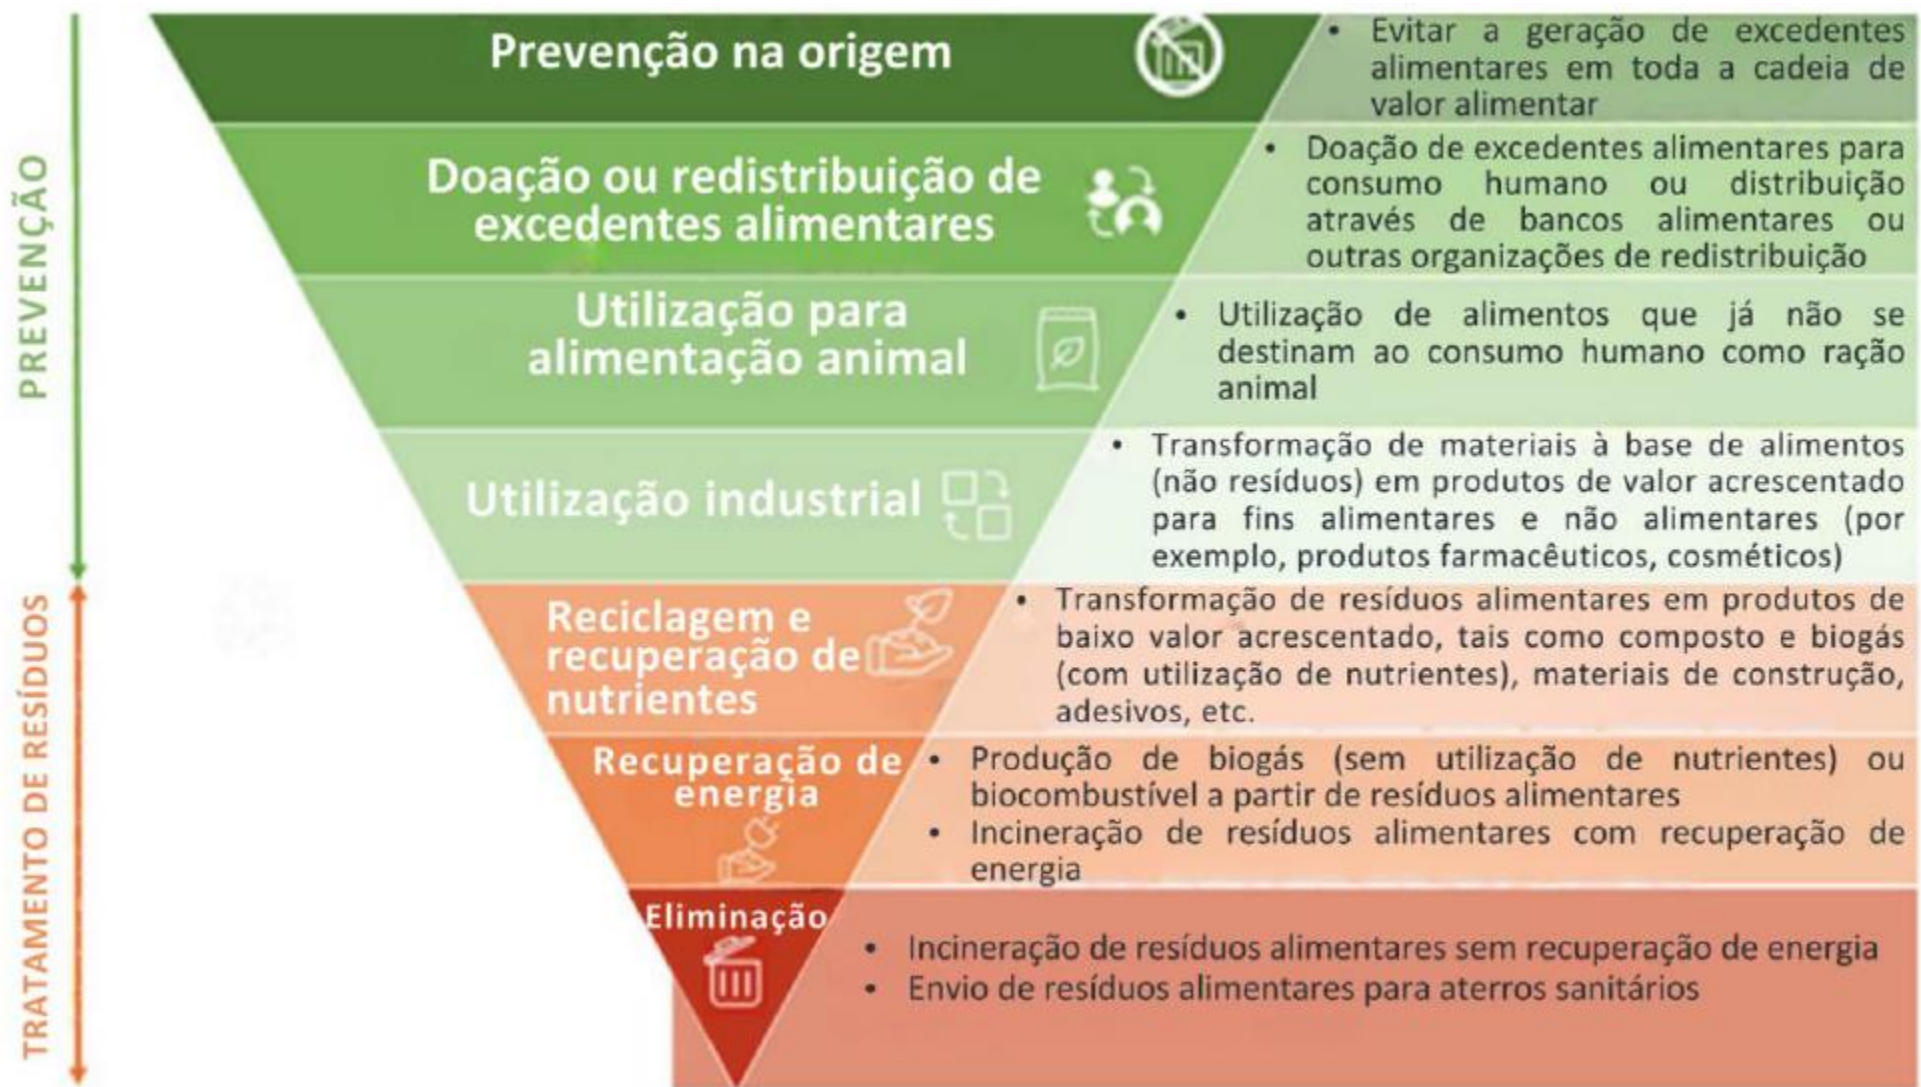 PREVENÇÃO
Prevenção na origem
• Evitar a geração de excedentes
alimentares em toda a cadeia de
valor alimentar
Doação ou redistribuição de
excedentes alimentares
• Doação de excedentes alimentares para
consumo humano ou distribuição
através de bancos alimentares ou
outras organizações de redistribuição
Utilização para
alimentação animal
• Utilização de alimentos que já não se
destinam ao consumo humano como ração
animal
Utilização industrial
• Transformação de materiais à base de alimentos
(não resíduos) em produtos de valor acrescentado
para fins alimentares e não alimentares (por
exemplo, produtos farmacêuticos, cosméticos)
TRATAMENTO DE RESÍDUOS
Reciclagem e
recuperação de
nutrientes
• Transformação de resíduos alimentares em produtos de
baixo valor acrescentado, tais como composto e biogás
(com utilização de nutrientes), materiais de construção,
adesivos, etc.
Recuperação de
energia
• Produção de biogás (sem utilização de nutrientes) ou
biocombustível a partir de resíduos alimentares
• Incineração de resíduos alimentares com recuperação de
energia
Eliminação
• Incineração de resíduos alimentares sem recuperação de energia
• Envio de resíduos alimentares para aterros sanitários